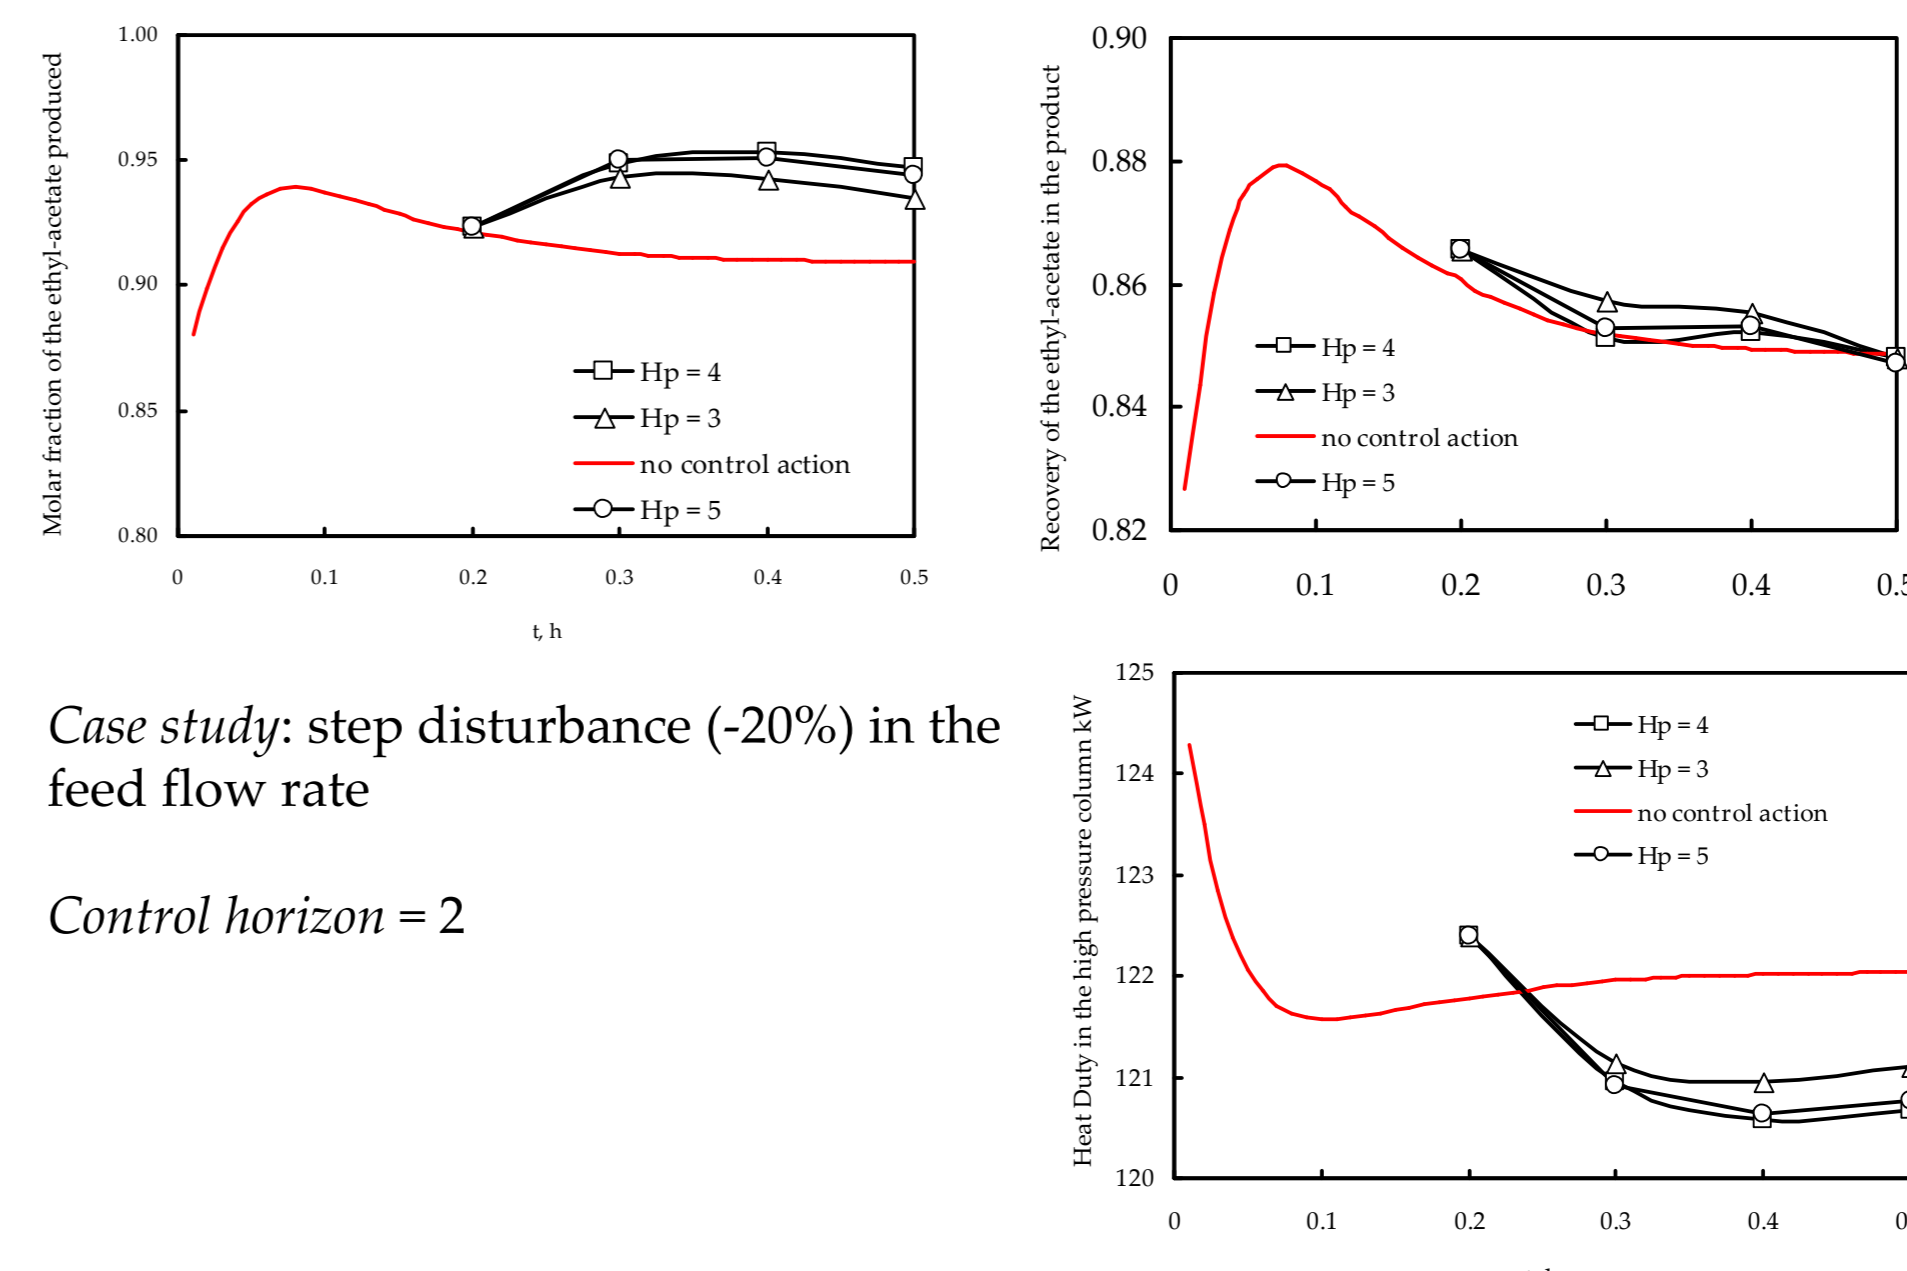 Molar fraction of the ethyl-acetate produced
1.00
0.95
0.90
0.85
0.80
0
0.1
0.2
0.3
0.4
0.5
t, h
Hp = 4
Hp = 3
no control action
Hp = 5
Recovery of the ethyl-acetate in the product
0.90
0.88
0.86
0.84
0.82
0
0.1
0.2
0.3
0.4
0.5
Hp = 4
Hp = 3
no control action
Hp = 5
Case study: step disturbance (-20%) in the
feed flow rate
Control horizon = 2
Heat Duty in the high pressure column kW
125
124
123
122
121
120
0
0.1
0.2
0.3
0.4
Hp = 4
Hp = 3
no control action
Hp = 5